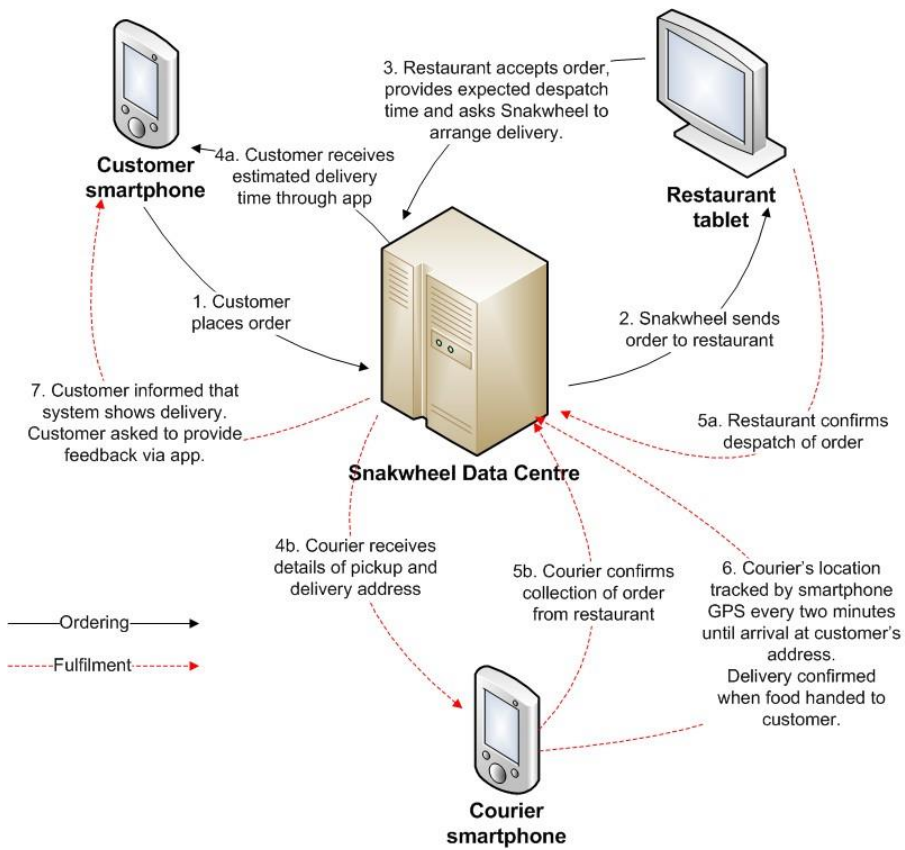 3. Restaurant accepts order,
provides expected despatch
time and asks Snakwheel to
arrange delivery.
Customer
smartphone
4a. Customer receives
estimated delivery
time through app
Restaurant
tablet
1. Customer
places order
2. Snakwheel sends
order to restaurant
7. Customer informed that
system shows delivery.
Customer asked to provide
feedback via app.
5a. Restaurant confirms
despatch of order
Snakwheel Data Centre
4b. Courier receives
details of pickup and
delivery address
5b. Courier confirms
collection of order
from restaurant
6. Courier's location
tracked by smartphone
GPS every two minutes
until arrival at customer's
address.
Delivery confirmed
when food handed to
customer.
Ordering
Fulfilment
Courier
smartphone